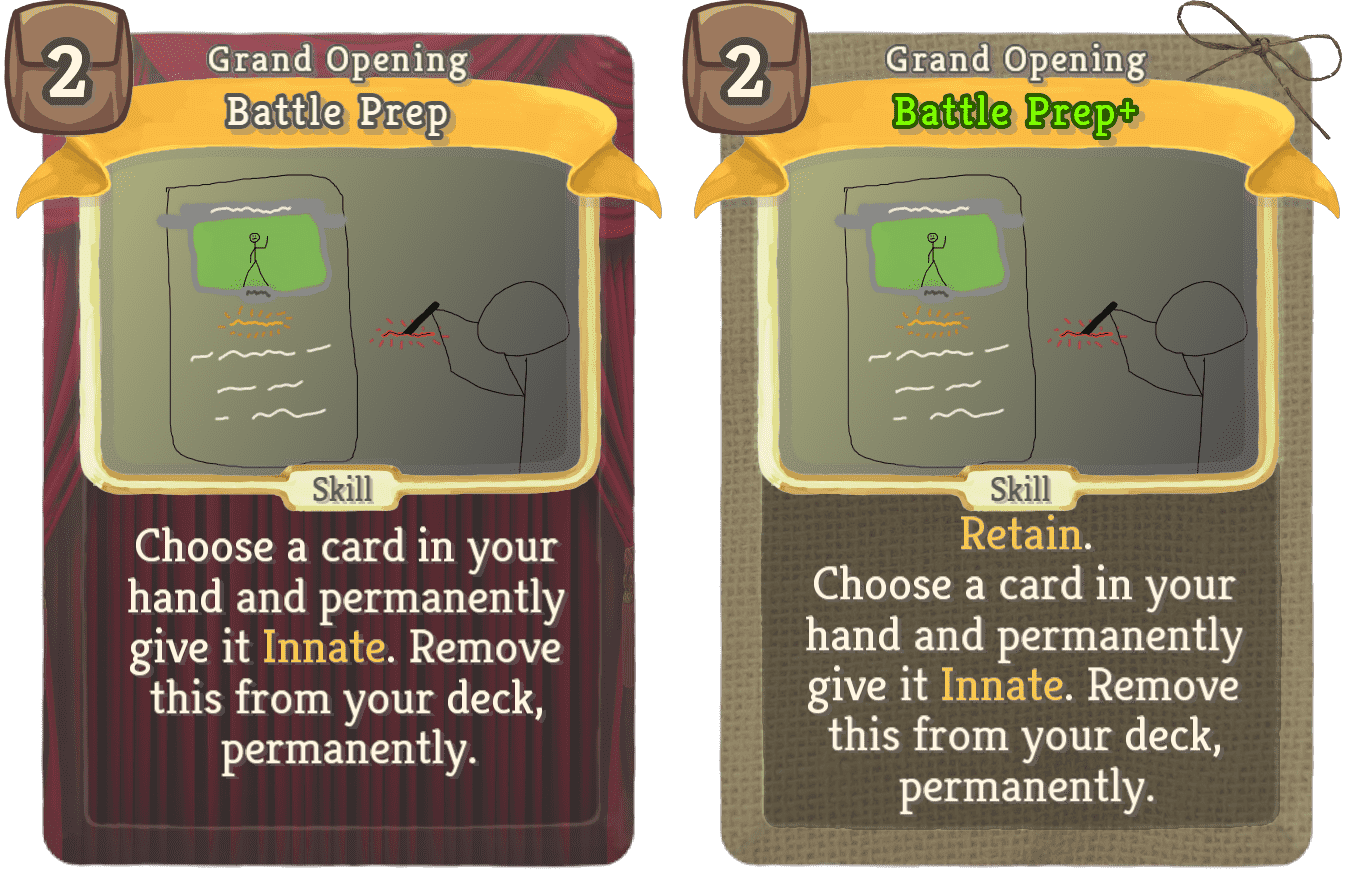 2
Grand Opening
Battle Prep
Skill
Choose a card in your
hand and permanently
give it Innate. Remove
this from your deck,
permanently.
2
Grand Opening
Battle Prep+
Skill
Retain.
Choose a card in your
hand and permanently
give it Innate. Remove
this from your deck,
permanently.